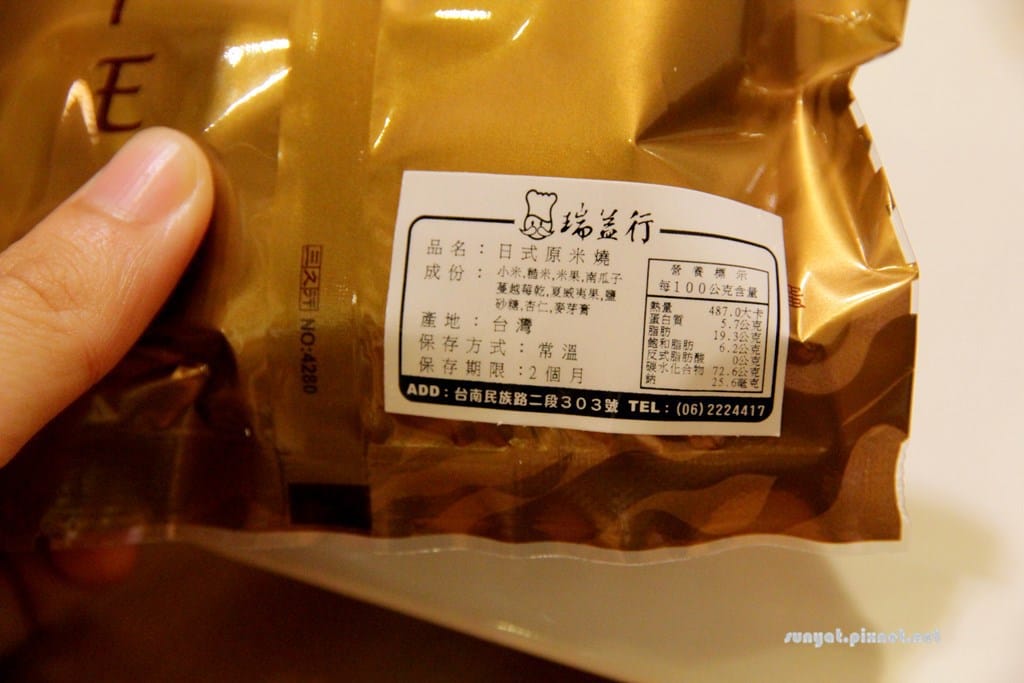 E
三久行
NO:4280
瑞益行
品名：日式原米燒
成份：小米,糙米,米果,南瓜子
蔓越莓乾,夏威夷果,鹽
砂糖,杏仁,麥芽膏
產地：台灣
保存方式：常溫
保存期限：2個月
營養標示
每100公克含量
熱量 487.0大卡
蛋白質 5.7公克
脂肪 19.3公克
飽和脂肪 6.2公克
反式脂肪酸 0公克
碳水化合物 72.6公克
鈉 25.6毫克
ADD：台南民族路二段303號 TEL：(06)2224417
sunyat.pixnet.net